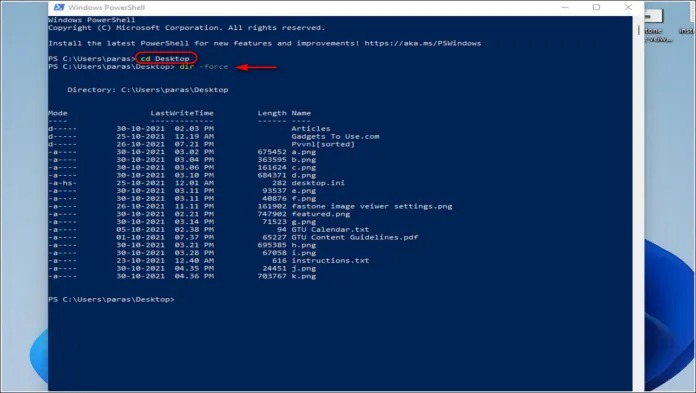 Windows PowerShell
Windows PowerShell
Copyright (C) Microsoft Corporation. All rights reserved.
Install the latest PowerShell for new features and improvements! https://aka.ms/PSWindows
PS C:\Users\paras> cd Desktop
PS C:\Users\paras\Desktop> dir -force
Directory: C:\Users\paras\Desktop
Mode LastWriteTime Length Name
---- ------------- ------ ----
d----- 30-10-2021 02.03 PM Articles
d----- 25-10-2021 12.19 AM Gadgets To Use.com
d----- 26-10-2021 07.21 PM Pvvnl[sorted]
-a---- 30-10-2021 03.02 PM 675452 a.png
-a---- 30-10-2021 03.04 PM 363595 b.png
-a---- 30-10-2021 03.06 PM 161624 c.png
-a---- 30-10-2021 03.10 PM 684371 d.png
-a-hs- 25-10-2021 12.01 AM 282 desktop.ini
-a---- 30-10-2021 03.11 PM 93537 e.png
-a---- 30-10-2021 03.11 PM 40876 f.png
-a---- 26-10-2021 11.11 PM 161902 fastone image veiwer settings.png
-a---- 30-10-2021 02.21 PM 747902 featured.png
-a---- 30-10-2021 03.14 PM 71523 g.png
-a---- 05-10-2021 02.38 PM 94 GTU Calendar.txt
-a---- 01-10-2021 07.37 PM 65227 GTU Content Guidelines.pdf
-a---- 30-10-2021 03.21 PM 695385 h.png
-a---- 30-10-2021 03.28 PM 67058 i.png
-a---- 23-10-2021 12.40 AM 616 instructions.txt
-a---- 30-10-2021 04.35 PM 24451 j.png
-a---- 30-10-2021 04.36 PM 703767 k.png
PS C:\Users\paras\Desktop>